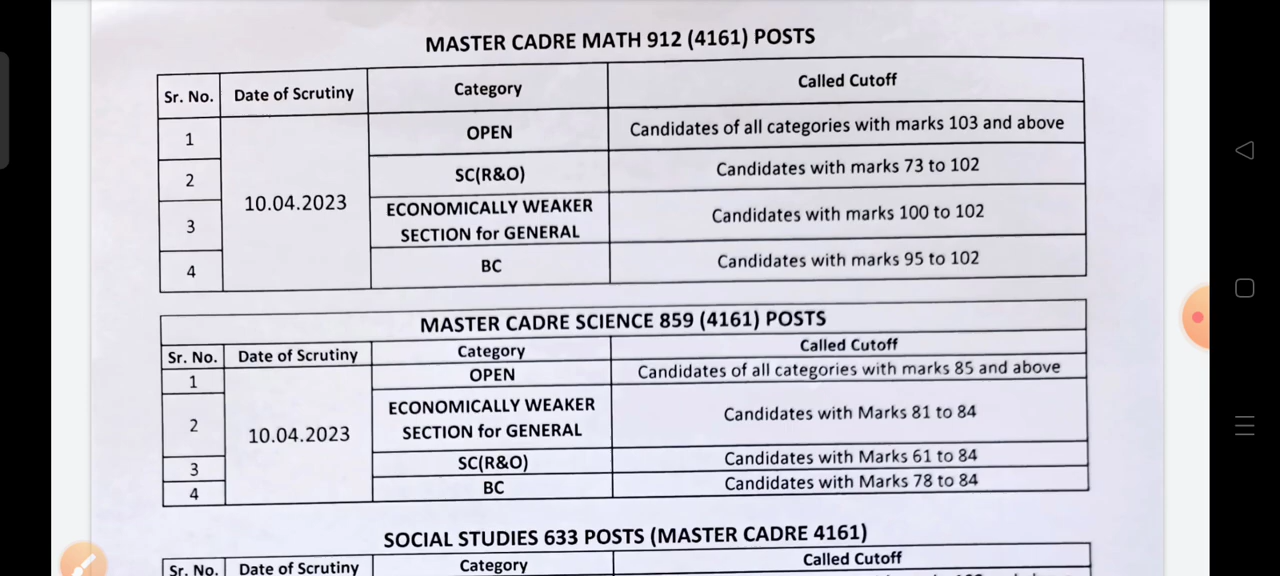 MASTER CADRE MATH 912 (4161) POSTS
Sr. No. Date of Scrutiny Category Called Cutoff
1 10.04.2023 OPEN Candidates of all categories with marks 103 and above
2 SC(R&O) Candidates with marks 73 to 102
3 ECONOMICALLY WEAKER SECTION for GENERAL Candidates with marks 100 to 102
4 BC Candidates with marks 95 to 102
MASTER CADRE SCIENCE 859 (4161) POSTS
Sr. No. Date of Scrutiny Category Called Cutoff
1 10.04.2023 OPEN Candidates of all categories with marks 85 and above
2 ECONOMICALLY WEAKER SECTION for GENERAL Candidates with Marks 81 to 84
3 SC(R&O) Candidates with Marks 61 to 84
4 BC Candidates with Marks 78 to 84
SOCIAL STUDIES 633 POSTS (MASTER CADRE 4161)
Sr. No. Date of Scrutiny Category Called Cutoff